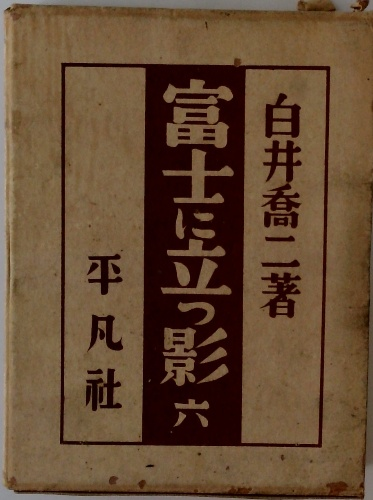 白井喬二著
富士に立つ影 六
平凡社